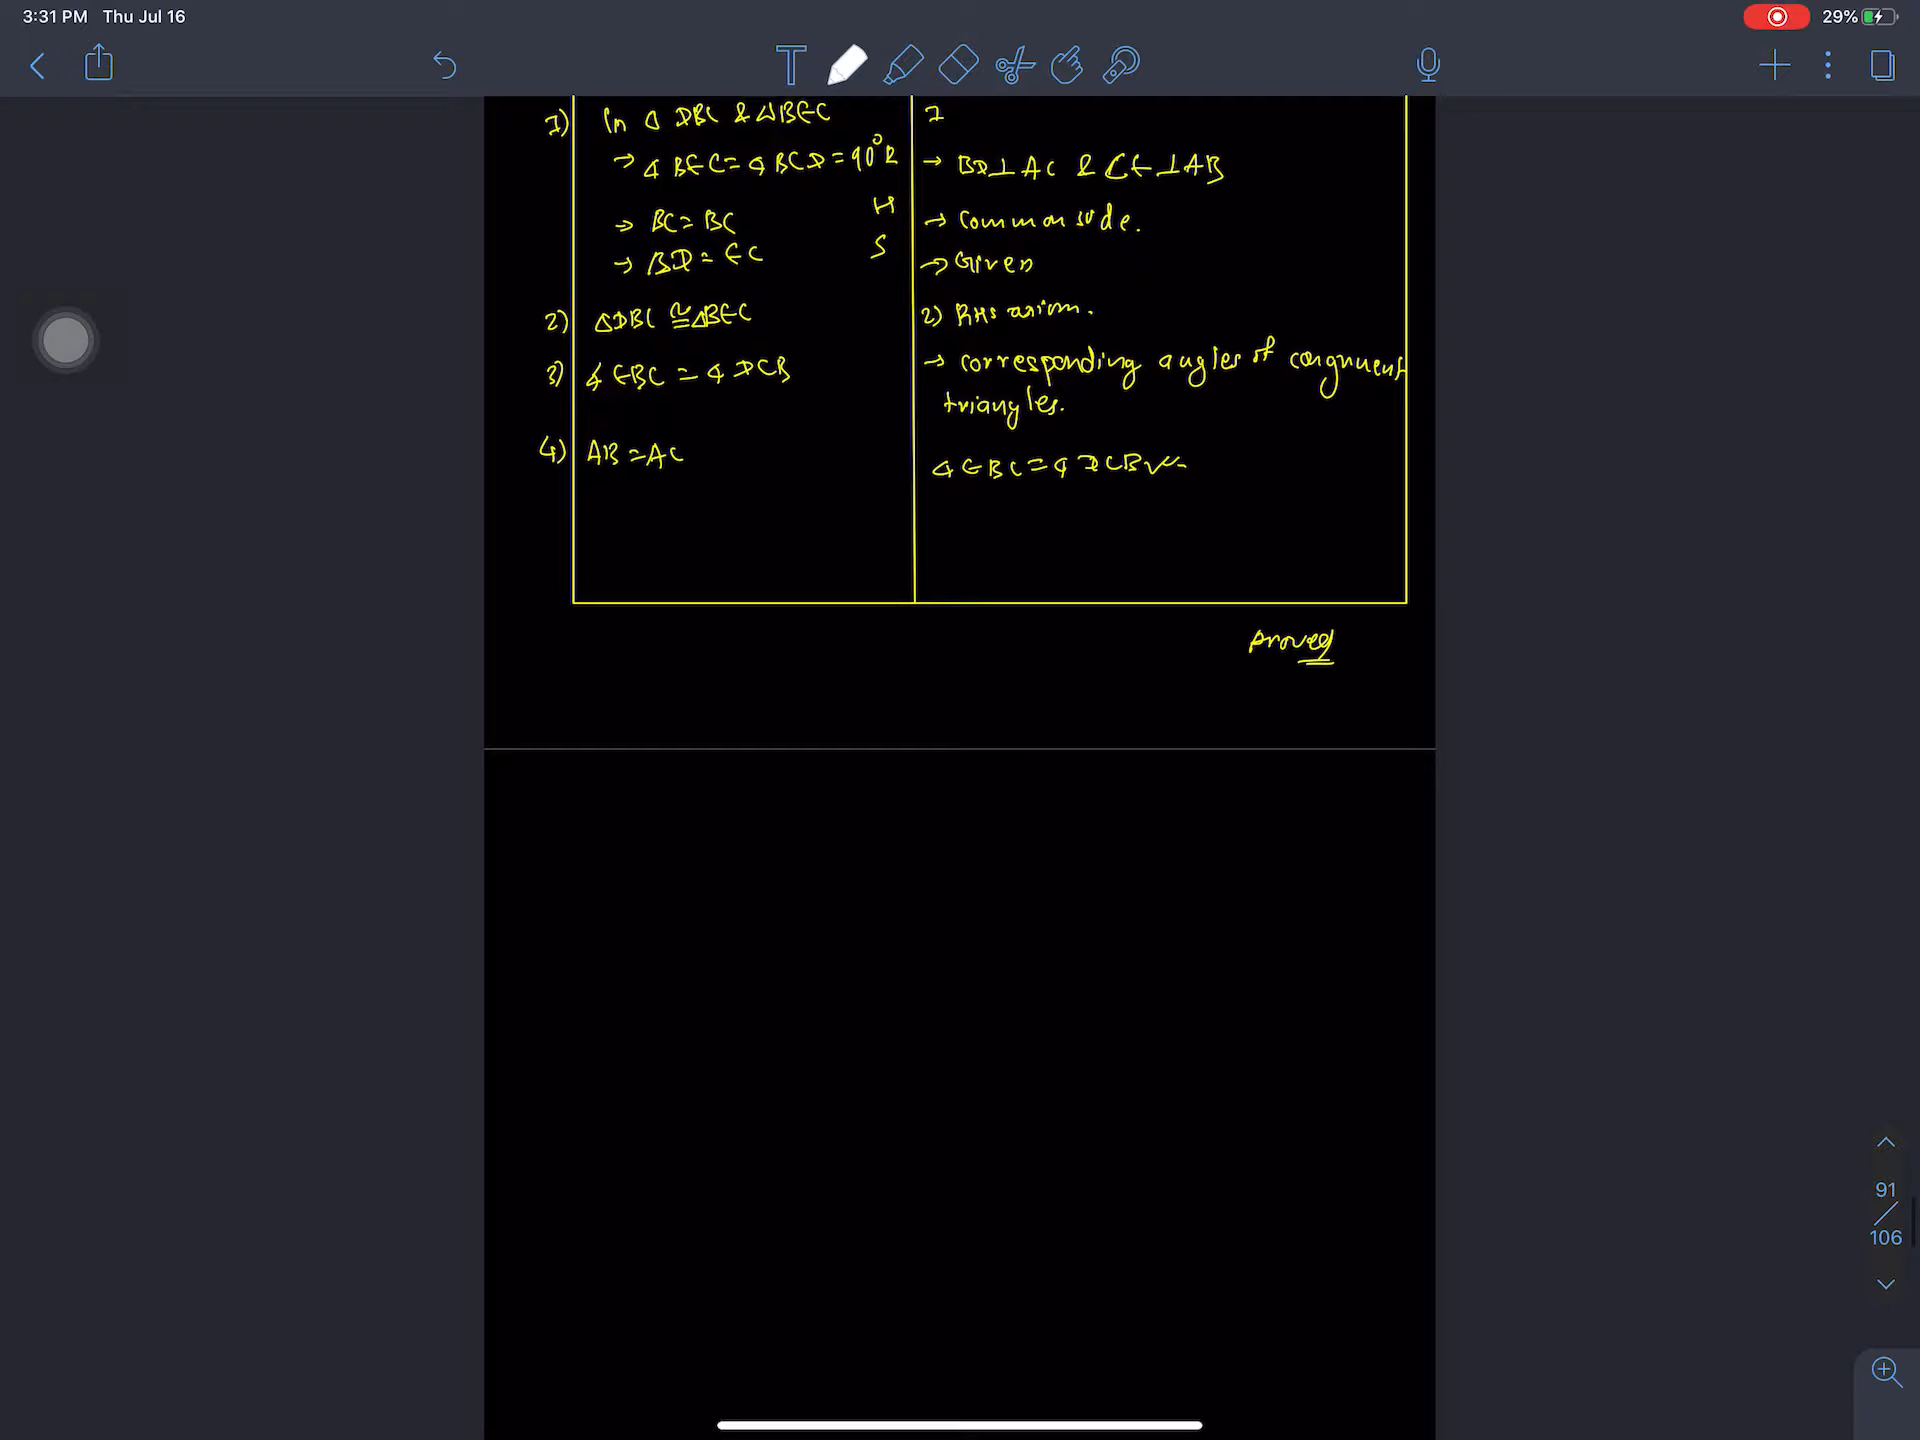 3:31 PM Thu Jul 16
29%
1) In △ DBC & △BEC
1
→ ∡ BEC = ∡ BCD = 90° R
→ BD⊥AC & CE⊥AB
→ BC = BC H
→ Common side.
→ BD = EC S
→ Given
2) △DBC ≅ △BEC
2) RHS axiom.
3) ∡ EBC = ∡ DCB
→ corresponding angles of congruent
triangles.
4) AB = AC
∡ EBC = ∡ DCB
Proved
91
106